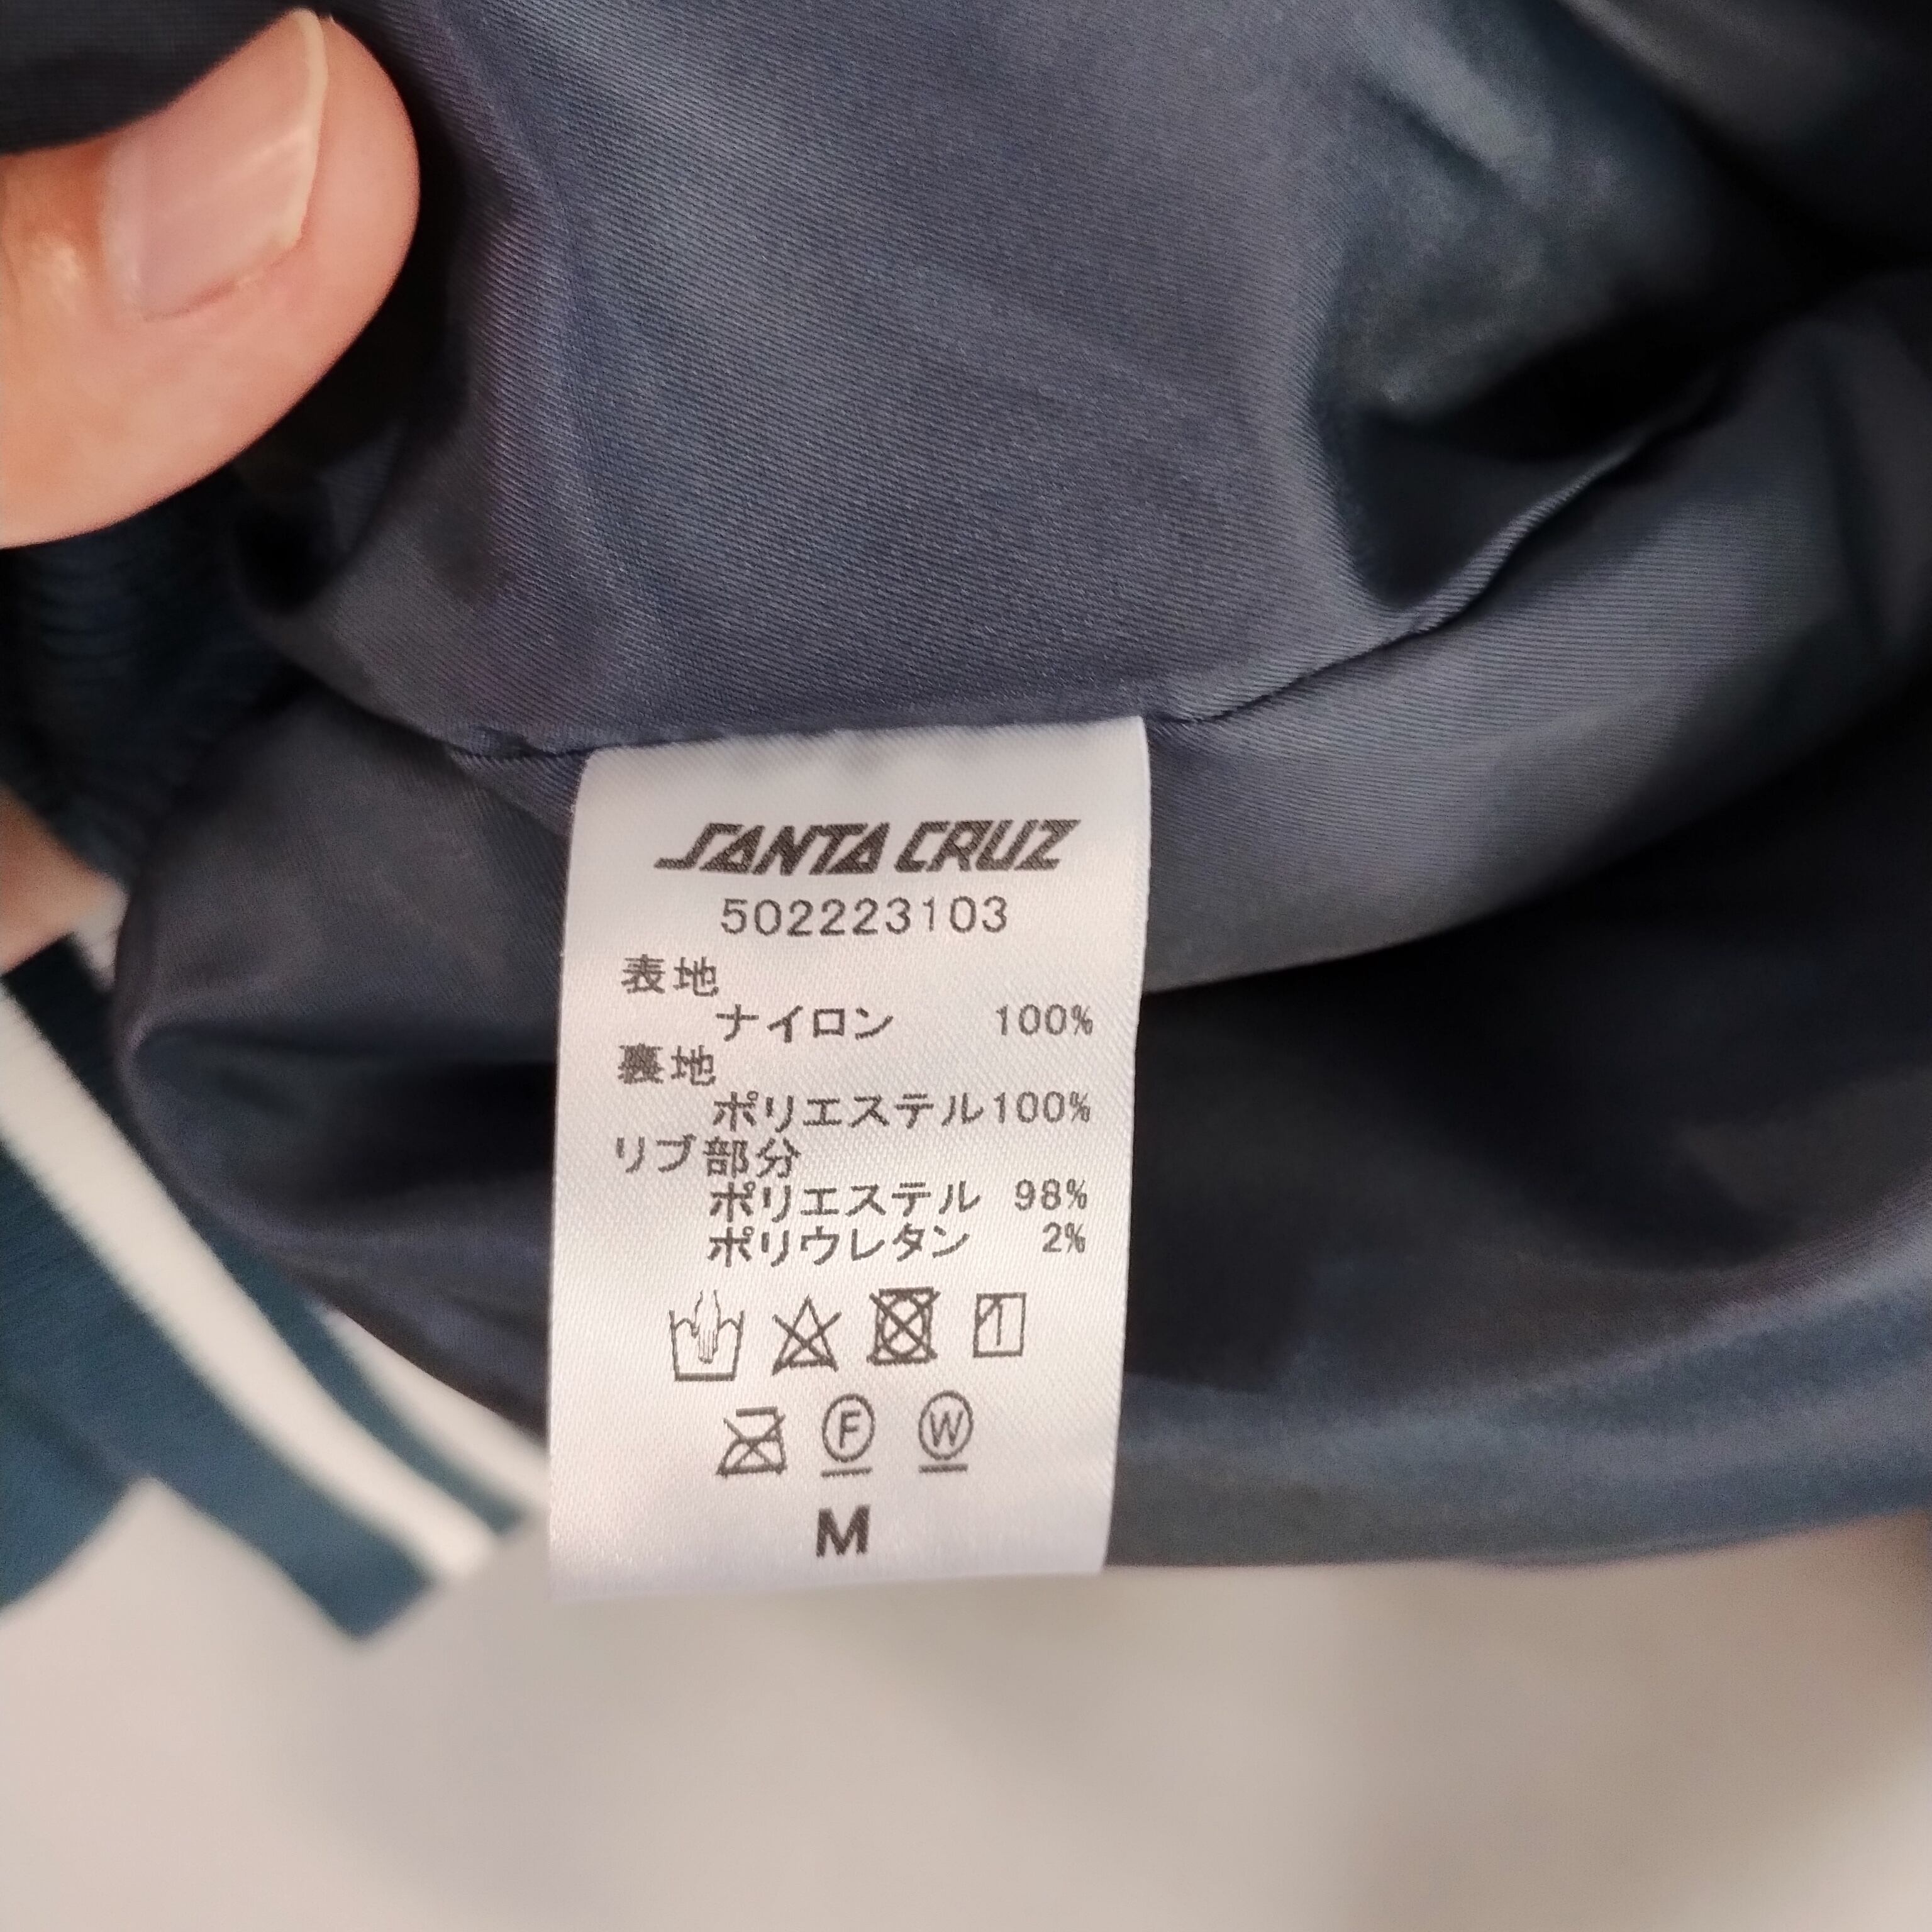 SANTA CRUZ
502223103
表地
ナイロン 100%
裏地
ポリエステル100%
リブ部分
ポリエステル 98%
ポリウレタン 2%
F W
M